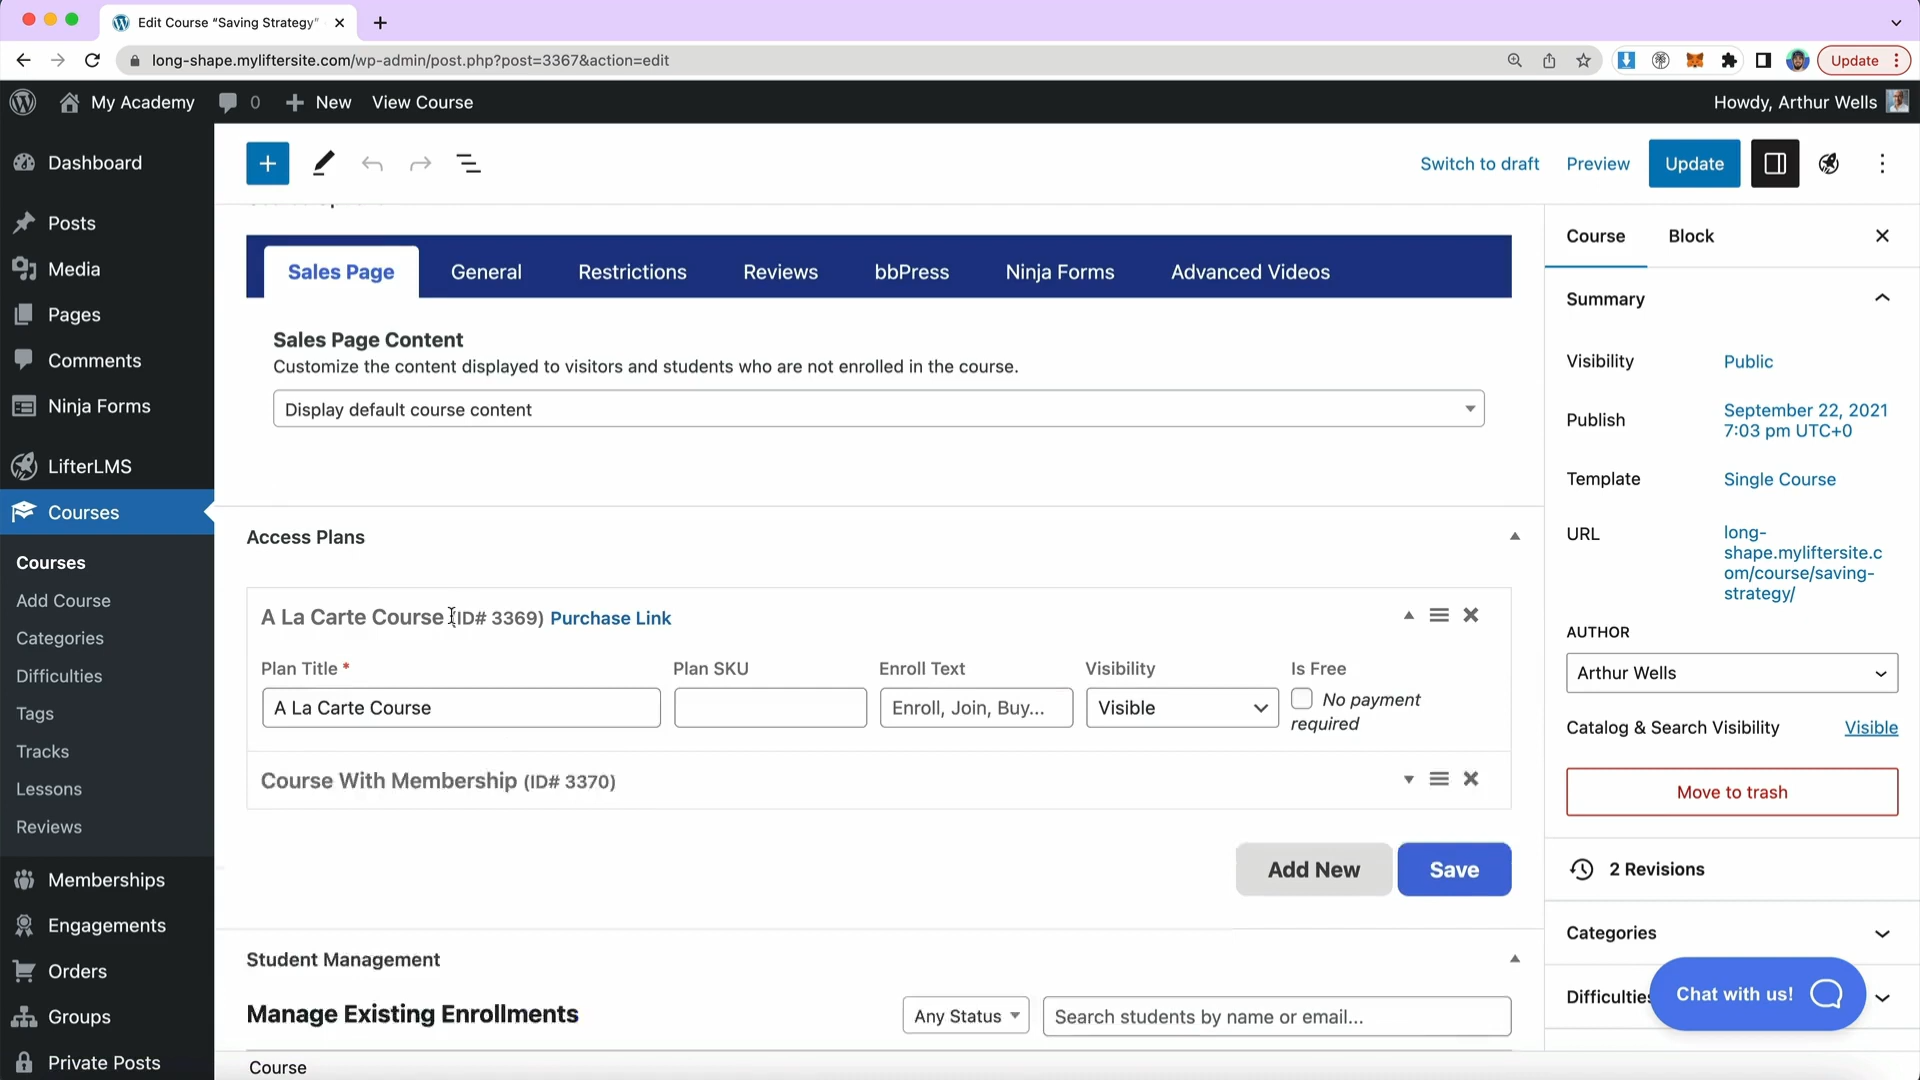 Edit Course “Saving Strategy”
long-shape.myliftersite.com/wp-admin/post.php?post=3367&action=edit
Update
My Academy
0
New
View Course
Howdy, Arthur Wells
Dashboard
Posts
Media
Pages
Comments
Ninja Forms
LifterLMS
Courses
Courses
Add Course
Categories
Difficulties
Tags
Tracks
Lessons
Reviews
Memberships
Engagements
Orders
Groups
Private Posts
Switch to draft
Preview
Update
Sales Page
General
Restrictions
Reviews
bbPress
Ninja Forms
Advanced Videos
Sales Page Content
Customize the content displayed to visitors and students who are not enrolled in the course.
Display default course content
Access Plans
A La Carte Course (ID# 3369) Purchase Link
Plan Title *
Plan SKU
Enroll Text
Visibility
Is Free
A La Carte Course
Enroll, Join, Buy...
Visible
No payment
required
Course With Membership (ID# 3370)
Add New
Save
Student Management
Manage Existing Enrollments
Any Status
Search students by name or email...
Course
Course
Block
Summary
Visibility
Public
Publish
September 22, 2021
7:03 pm UTC+0
Template
Single Course
URL
long-
shape.myliftersite.c
om/course/saving-
strategy/
AUTHOR
Arthur Wells
Catalog & Search Visibility
Visible
Move to trash
2 Revisions
Categories
Difficulties
Chat with us!